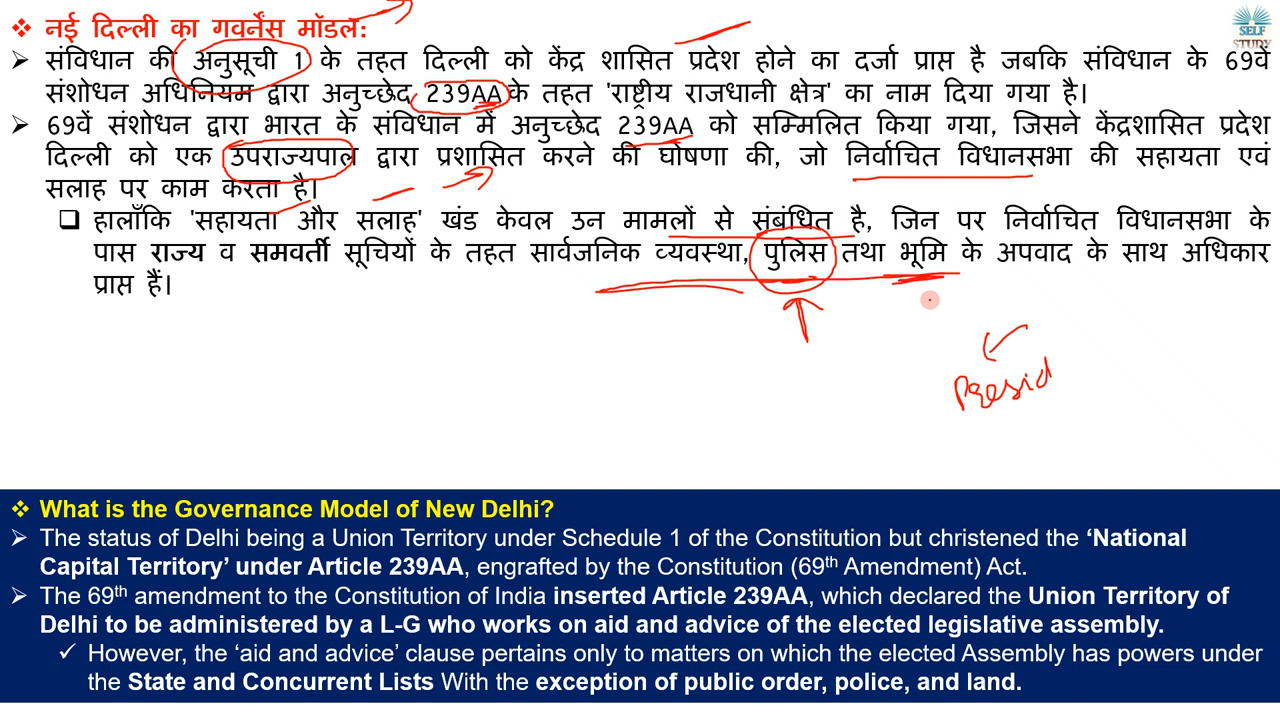 ❖ नई दिल्ली का गवर्नेंस मॉडल:
SELF
STUDY
➢ संविधान की अनुसूची 1 के तहत दिल्ली को केंद्र शासित प्रदेश होने का दर्जा प्राप्त है जबकि संविधान के 69वें
संशोधन अधिनियम द्वारा अनुच्छेद 239AA के तहत 'राष्ट्रीय राजधानी क्षेत्र' का नाम दिया गया है।
➢ 69वें संशोधन द्वारा भारत के संविधान में अनुच्छेद 239AA को सम्मिलित किया गया, जिसने केंद्रशासित प्रदेश
दिल्ली को एक उपराज्यपाल द्वारा प्रशासित करने की घोषणा की, जो निर्वाचित विधानसभा की सहायता एवं
सलाह पर काम करता है।
❑ हालाँकि 'सहायता और सलाह' खंड केवल उन मामलों से संबंधित है, जिन पर निर्वाचित विधानसभा के
पास राज्य व समवर्ती सूचियों के तहत सार्वजनिक व्यवस्था, पुलिस तथा भूमि के अपवाद के साथ अधिकार
प्राप्त हैं।
Presid
❖ What is the Governance Model of New Delhi?
➢ The status of Delhi being a Union Territory under Schedule 1 of the Constitution but christened the ‘National
Capital Territory’ under Article 239AA, engrafted by the Constitution (69th Amendment) Act.
➢ The 69th amendment to the Constitution of India inserted Article 239AA, which declared the Union Territory of
Delhi to be administered by a L-G who works on aid and advice of the elected legislative assembly.
✓ However, the ‘aid and advice’ clause pertains only to matters on which the elected Assembly has powers under
the State and Concurrent Lists With the exception of public order, police, and land.